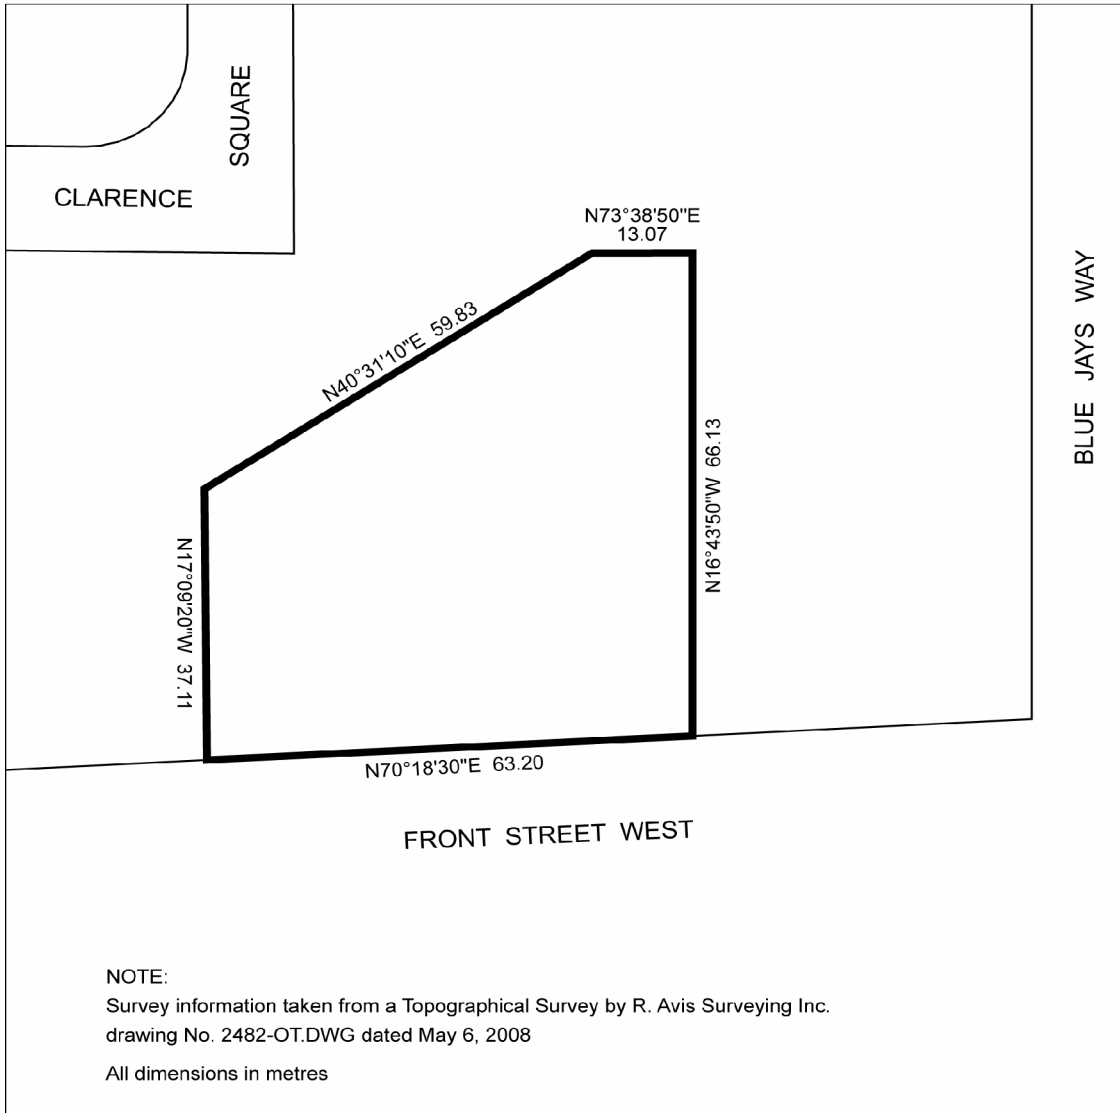 SQUARE
CLARENCE
N73°38'50"E
13.07
N40°31'10"E 59.83
BLUE JAYS WAY
N16°43'50"W 66.13
N17°09'20"W 37.11
N70°18'30"E 63.20
FRONT STREET WEST
NOTE:
Survey information taken from a Topographical Survey by R. Avis Surveying Inc.
drawing No. 2482-OT.DWG dated May 6, 2008
All dimensions in metres